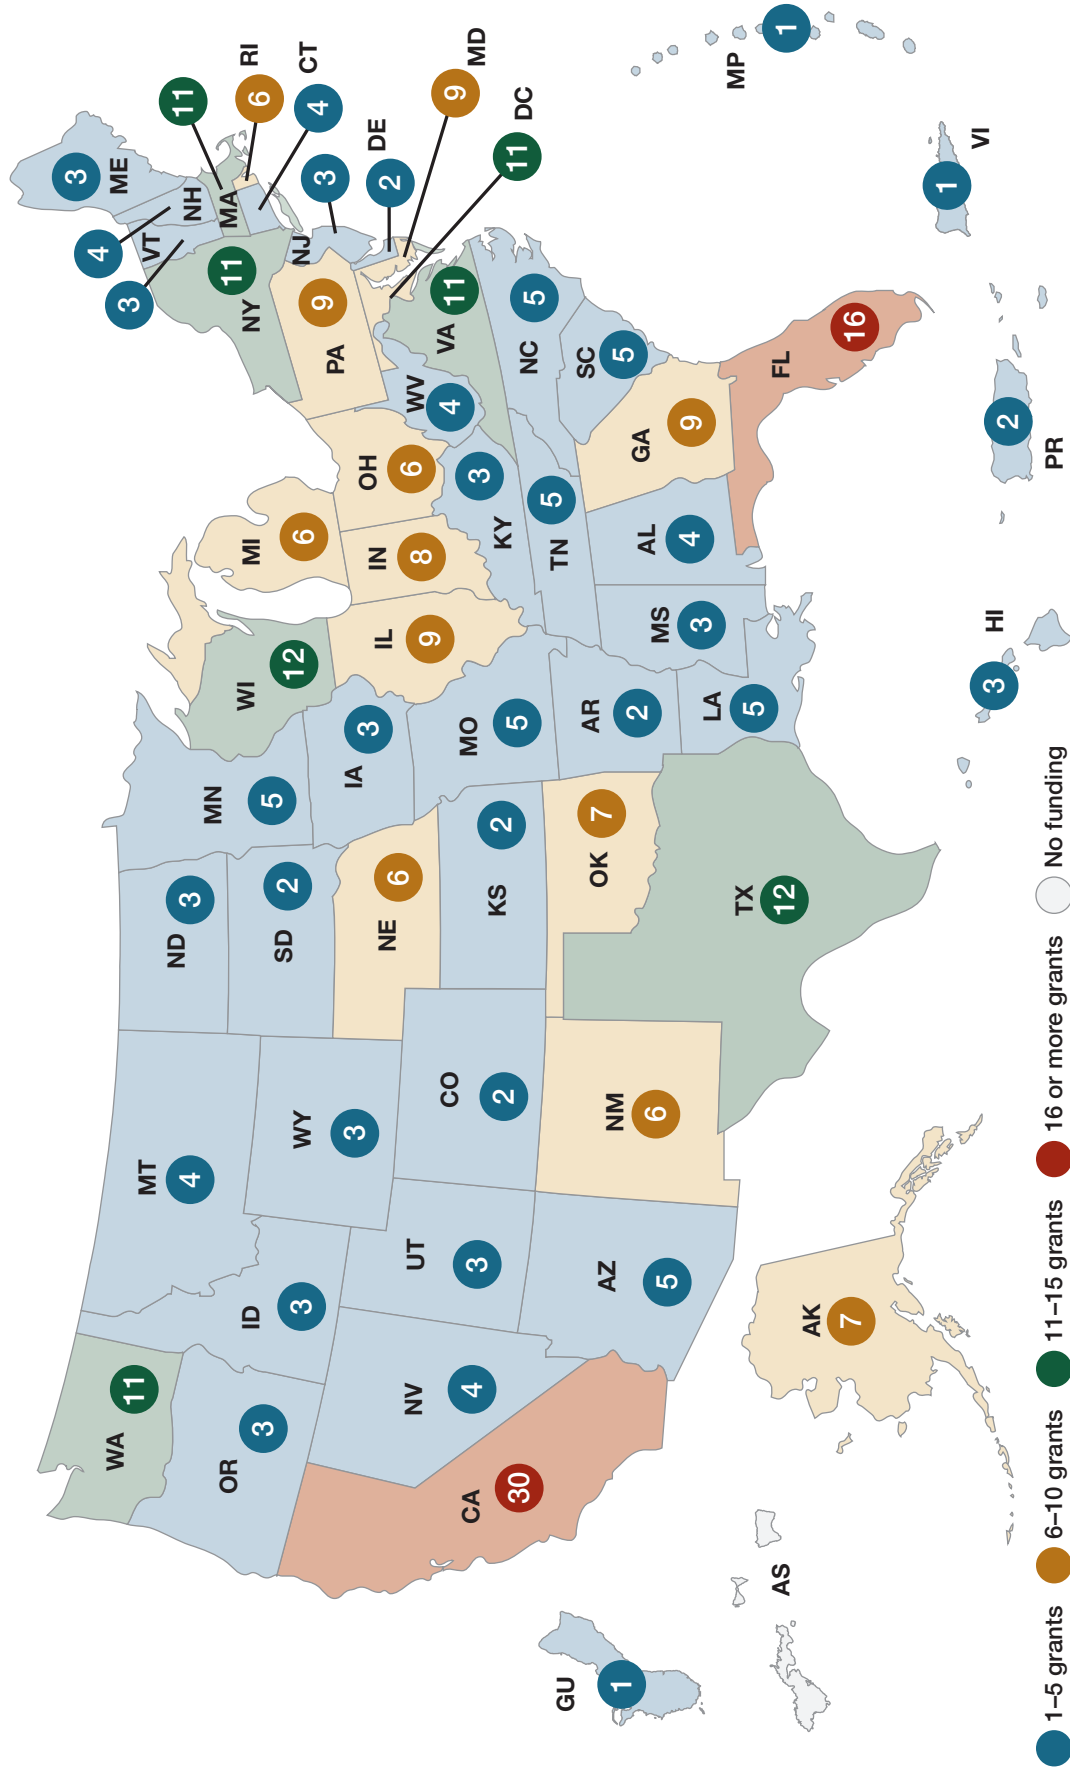 WA
11
OR
3
CA
30
NV
4
ID
3
MT
4
WY
3
UT
3
AZ
5
CO
2
NM
6
ND
3
SD
2
NE
6
KS
2
OK
7
TX
12
MN
5
IA
3
MO
5
AR
2
LA
5
WI
12
IL
9
MI
6
IN
8
OH
6
KY
3
TN
5
MS
3
AL
4
GA
9
FL
16
SC
5
NC
5
VA
11
WV
4
PA
9
NY
11
VT
3
NH
4
ME
3
MA
11
RI
6
CT
4
NJ
3
DE
2
MD
9
DC
11
GU
1
AS
AK
7
HI
3
PR
2
VI
1
MP
1
1–5 grants
6–10 grants
11–15 grants
16 or more grants
No funding